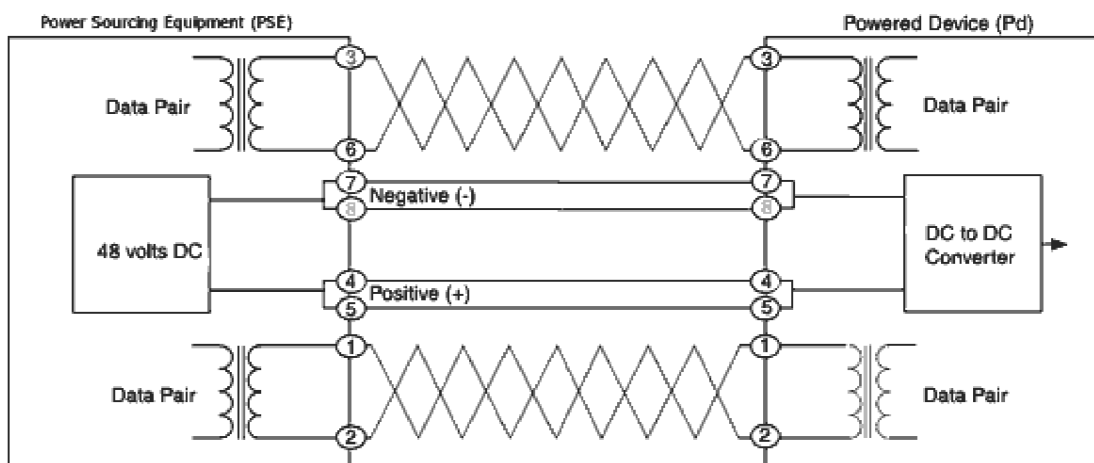 Power Sourcing Equipment (PSE)
Powered Device (Pd)
3
3
Data Pair
Data Pair
6
6
7
Negative (-)
7
8
8
48 volts DC
DC to DC
Converter
4
Positive (+)
4
5
5
1
1
Data Pair
Data Pair
2
2